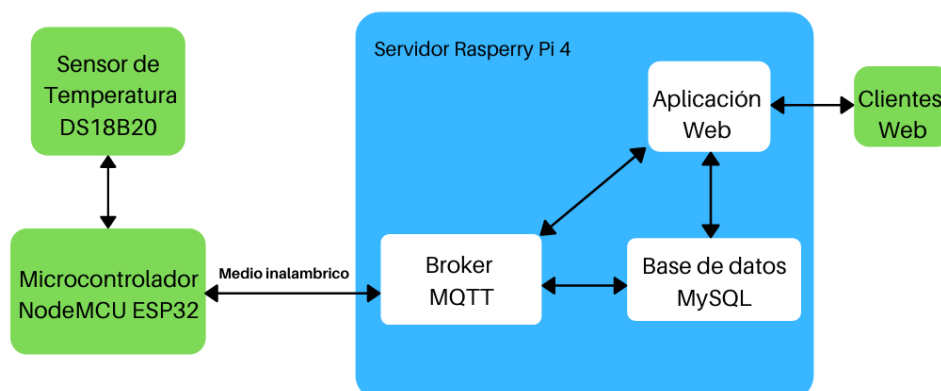 Sensor de
Temperatura
DS18B20
Microcontrolador
NodeMCU ESP32
Medio inalambrico
Servidor Rasperry Pi 4
Broker
MQTT
Aplicación
Web
Base de datos
MySQL
Clientes
Web